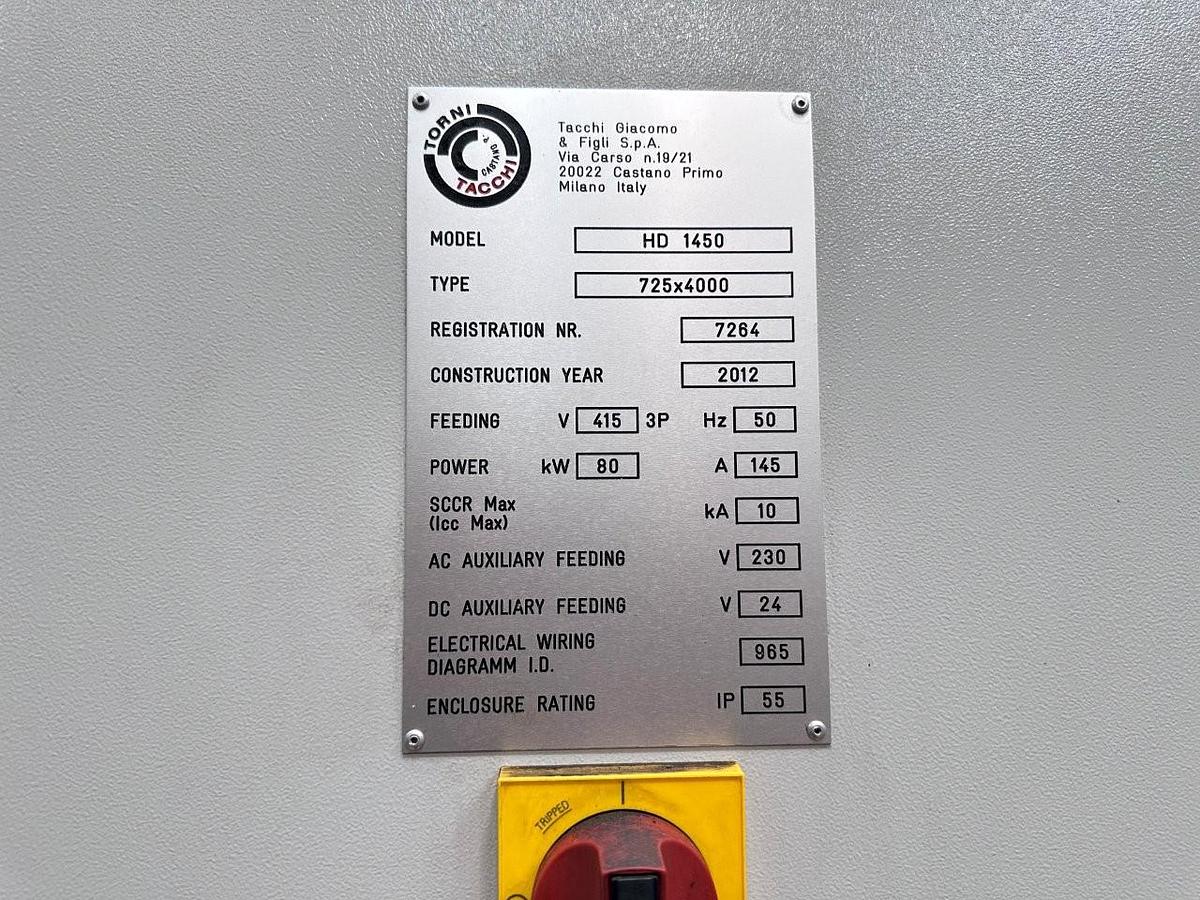 TORNI
TACCHI
CASTANO P.
Tacchi Giacomo
& Figli S.p.A.
Via Carso n.19/21
20022 Castano Primo
Milano Italy
MODEL HD 1450
TYPE 725x4000
REGISTRATION NR. 7264
CONSTRUCTION YEAR 2012
FEEDING V 415 3P Hz 50
POWER kW 80 A 145
SCCR Max
(Icc Max) kA 10
AC AUXILIARY FEEDING V 230
DC AUXILIARY FEEDING V 24
ELECTRICAL WIRING
DIAGRAMM I.D. 965
ENCLOSURE RATING IP 55
TRIPPED
I